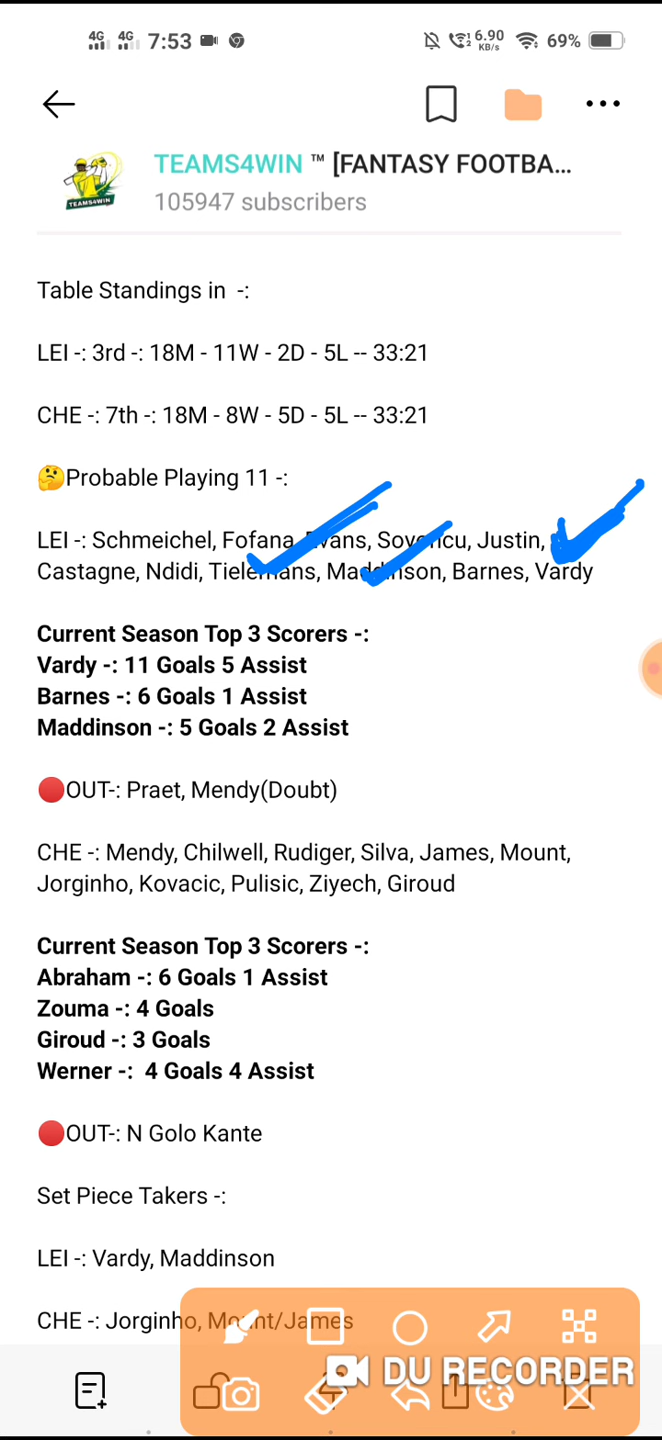 4G 4G 7:53 6.90 KB/s 69%
TEAMS4WIN ™ [FANTASY FOOTBA...
TEAMS4WIN
105947 subscribers
Table Standings in -:
LEI -: 3rd -: 18M - 11W - 2D - 5L -- 33:21
CHE -: 7th -: 18M - 8W - 5D - 5L -- 33:21
🤔Probable Playing 11 -:
LEI -: Schmeichel, Fofana, Evans, Soyuncu, Justin,
Castagne, Ndidi, Tielemans, Maddinson, Barnes, Vardy
Current Season Top 3 Scorers -:
Vardy -: 11 Goals 5 Assist
Barnes -: 6 Goals 1 Assist
Maddinson -: 5 Goals 2 Assist
🔴OUT-: Praet, Mendy(Doubt)
CHE -: Mendy, Chilwell, Rudiger, Silva, James, Mount,
Jorginho, Kovacic, Pulisic, Ziyech, Giroud
Current Season Top 3 Scorers -:
Abraham -: 6 Goals 1 Assist
Zouma -: 4 Goals
Giroud -: 3 Goals
Werner -: 4 Goals 4 Assist
🔴OUT-: N Golo Kante
Set Piece Takers -:
LEI -: Vardy, Maddinson
CHE -: Jorginho, Mount/James
DU RECORDER